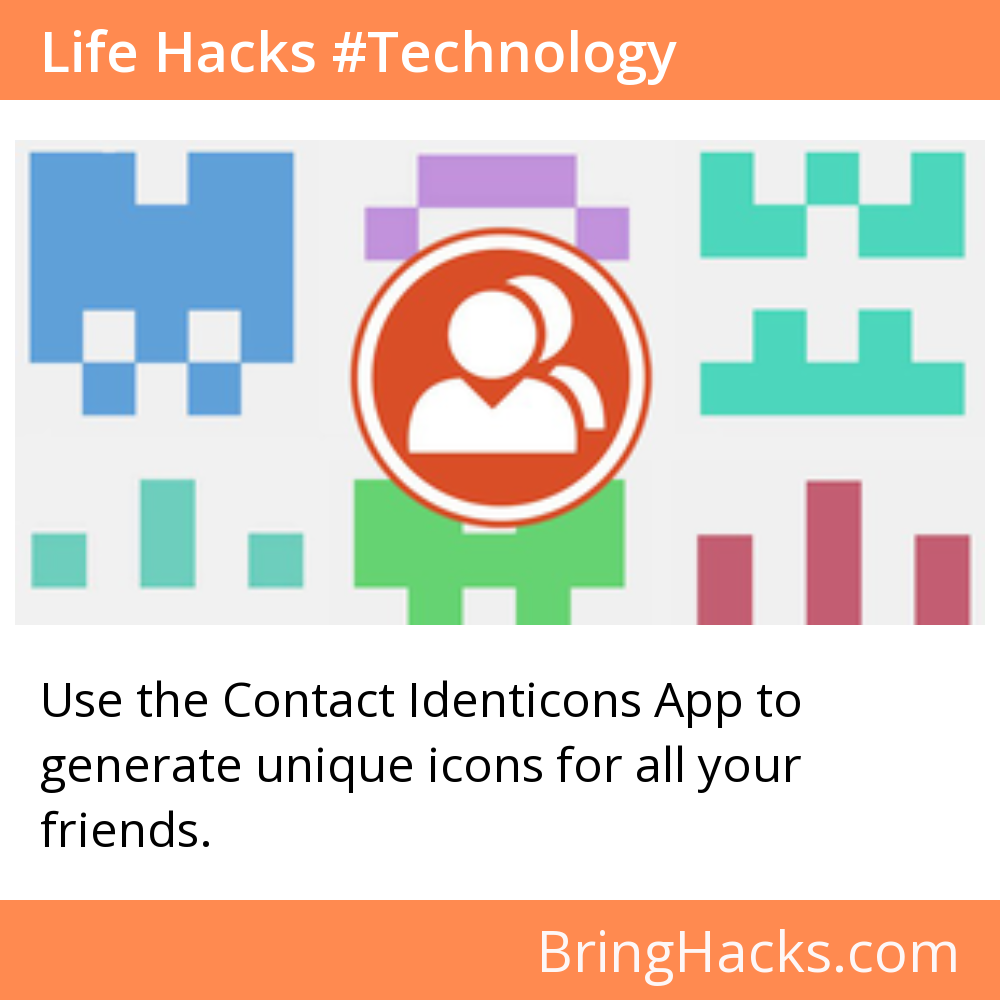 Life Hacks #Technology
Use the Contact Identicons App to
generate unique icons for all your
friends.
BringHacks.com